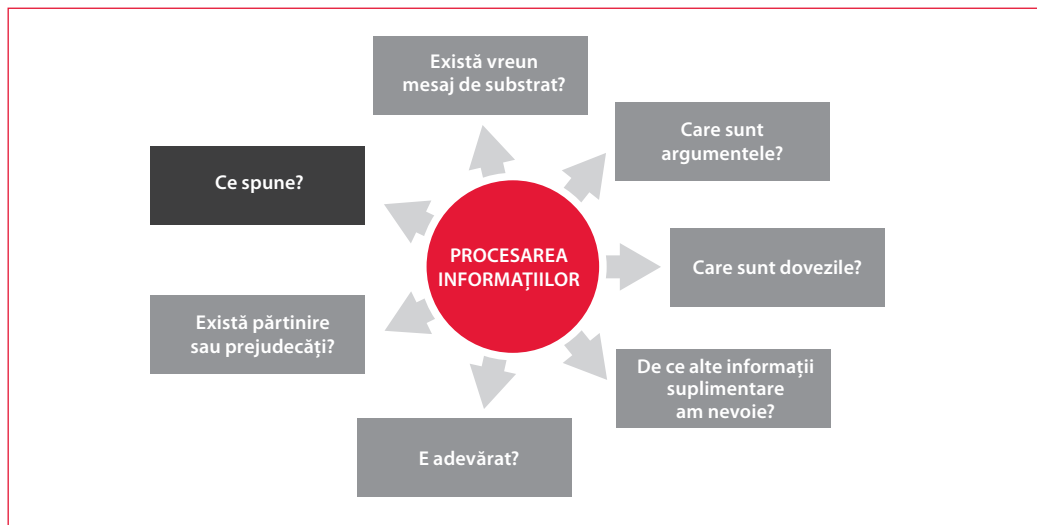 Există vreun
mesaj de substrat?
Care sunt
argumentele?
Ce spune?
PROCESAREA
INFORMAȚIILOR
Care sunt dovezile?
Există părtinire
sau prejudecăți?
De ce alte informații
suplimentare
am nevoie?
E adevărat?